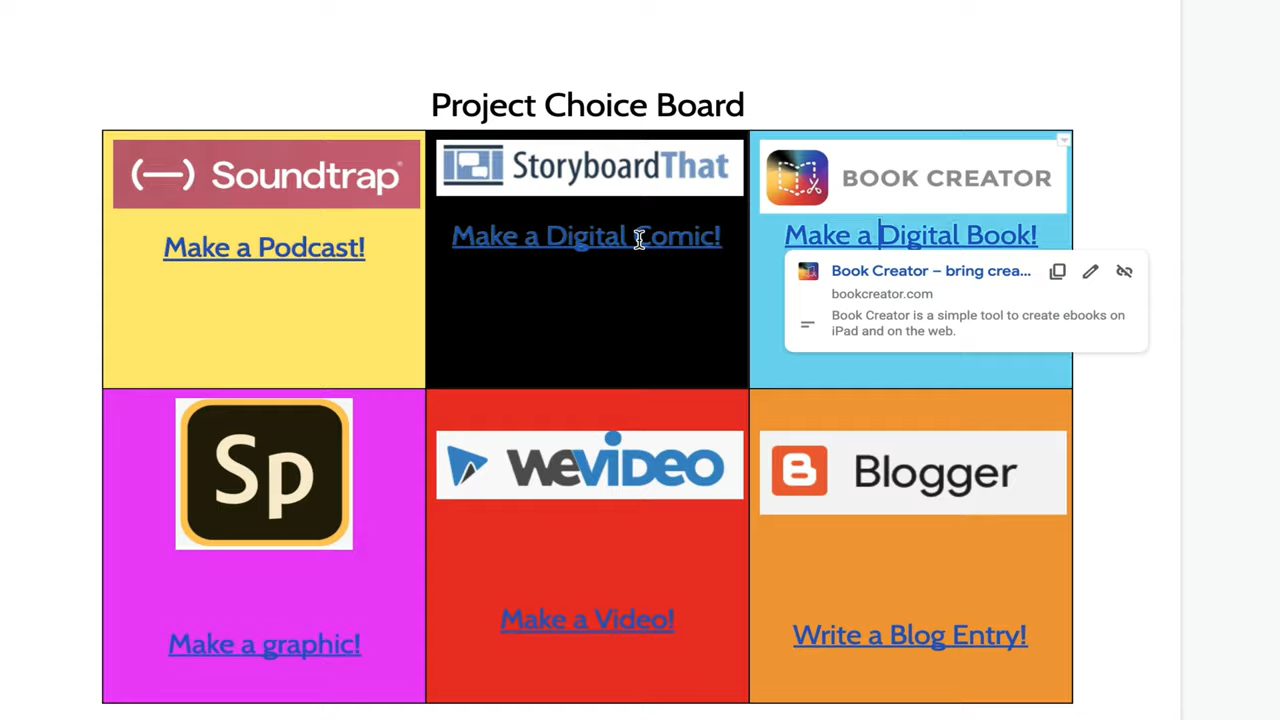 Project Choice Board
Soundtrap®
Make a Podcast!
StoryboardThat
Make a Digital Comic!
BOOK CREATOR
Make a Digital Book!
Book Creator – bring crea...
bookcreator.com
Book Creator is a simple tool to create ebooks on
iPad and on the web.
Sp
Make a graphic!
WeVIDEO
Make a Video!
Blogger
Write a Blog Entry!